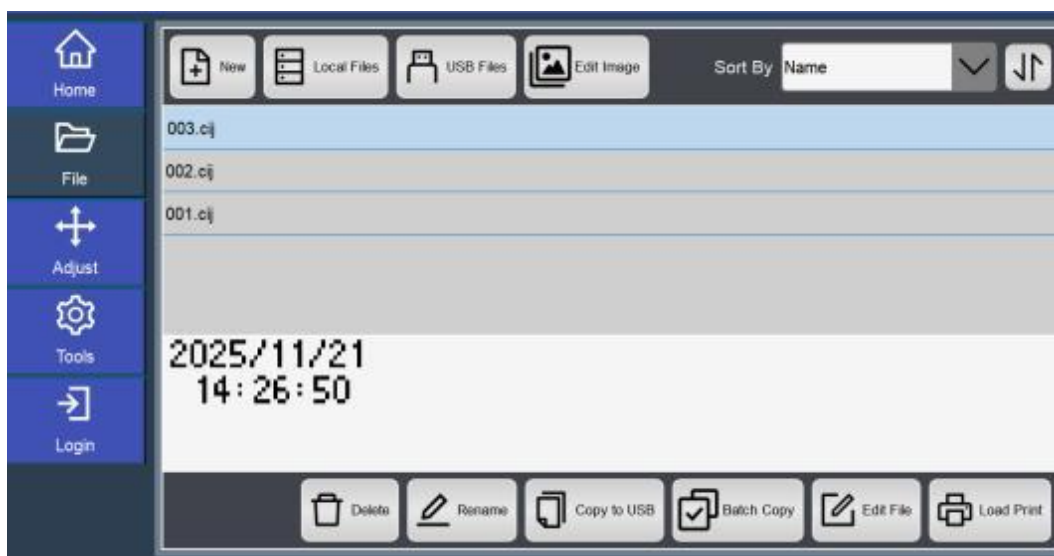 Home
File
Adjust
Tools
Login
New
Local Files
USB Files
Edit Image
Sort By
Name
003.cij
002.cij
001.cij
2025/11/21
14:26:50
Delete
Rename
Copy to USB
Batch Copy
Edit File
Load Print